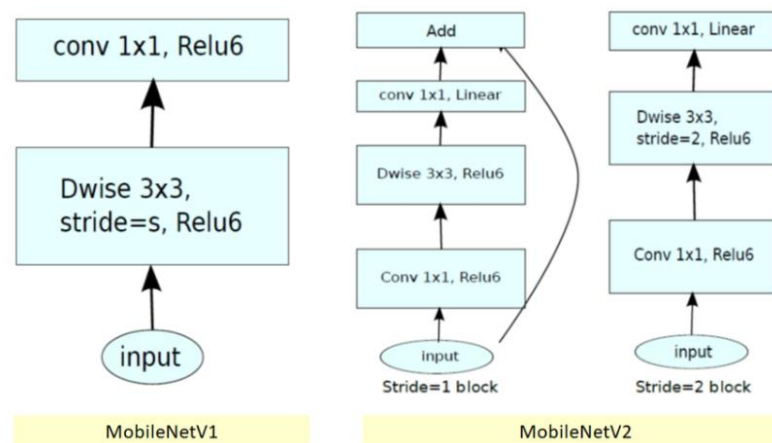 conv 1x1, Relu6
Dwise 3x3,
stride=s, Relu6
input
MobileNetV1
Add
conv 1x1, Linear
Dwise 3x3, Relu6
Conv 1x1, Relu6
input
Stride=1 block
conv 1x1, Linear
Dwise 3x3,
stride=2, Relu6
Conv 1x1, Relu6
input
Stride=2 block
MobileNetV2